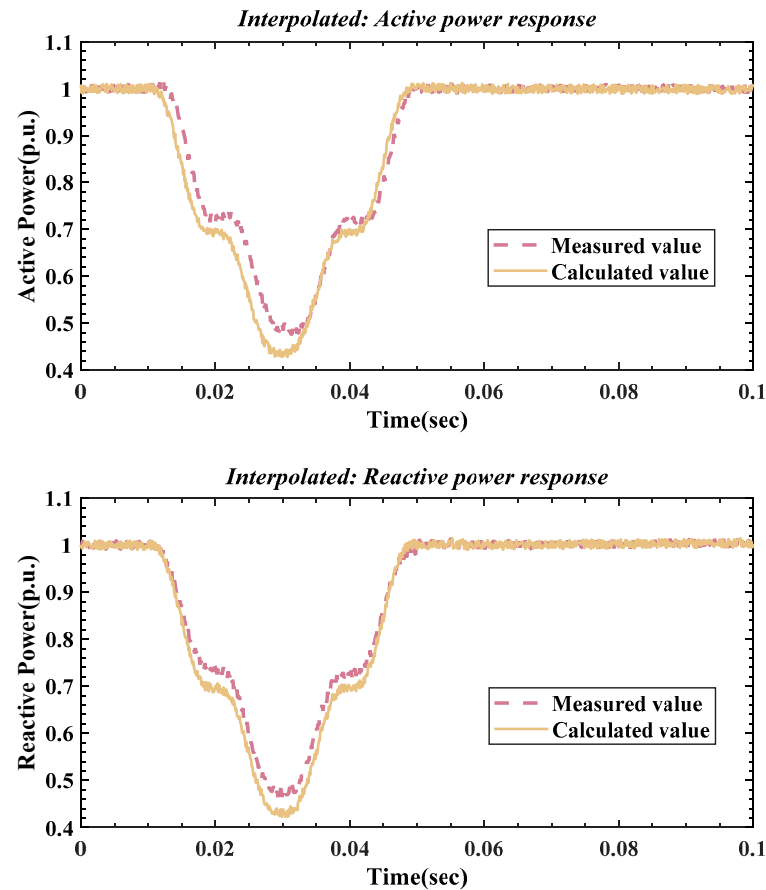 Interpolated: Active power response
1.1
1
0.9
0.8
0.7
0.6
0.5
0.4
Active Power(p.u.)
Measured value
Calculated value
0
0.02
0.04
0.06
0.08
0.1
Time(sec)
Interpolated: Reactive power response
1.1
1
0.9
0.8
0.7
0.6
0.5
0.4
Reactive Power(p.u.)
Measured value
Calculated value
0
0.02
0.04
0.06
0.08
0.1
Time(sec)